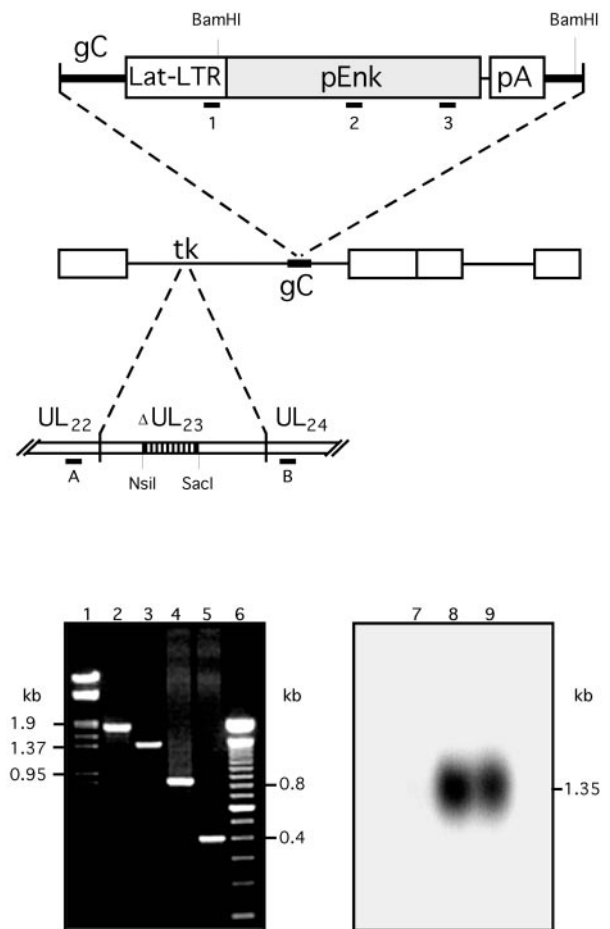 BamHI BamHI
gC
Lat-LTR pEnk pA
1 2 3
tk
gC
UL22 ΔUL23 UL24
A B
NsiI SacI
1 2 3 4 5 6 7 8 9
kb kb kb
1.9
1.37
0.95
0.8
0.4
1.35